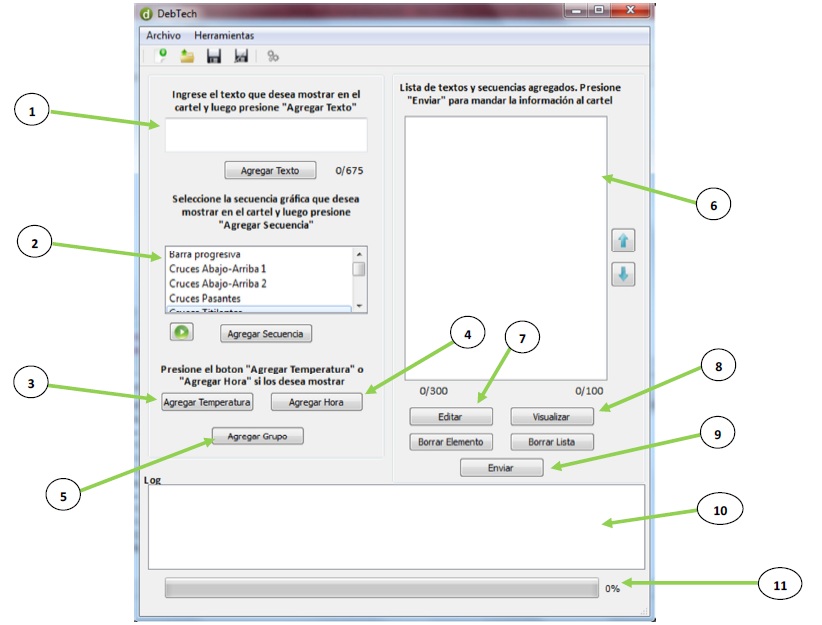 DebTech
Archivo Herramientas
Ingrese el texto que desea mostrar en el
cartel y luego presione "Agregar Texto"
Agregar Texto
0/675
Seleccione la secuencia gráfica que desea
mostrar en el cartel y luego presione
"Agregar Secuencia"
Barra progresiva
Cruces Abajo-Arriba 1
Cruces Abajo-Arriba 2
Cruces Pasantes
Cruces Titilantes
Agregar Secuencia
Presione el boton "Agregar Temperatura" o
"Agregar Hora" si los desea mostrar
Agregar Temperatura
Agregar Hora
Agregar Grupo
Lista de textos y secuencias agregados. Presione
"Enviar" para mandar la información al cartel
0/300
0/100
Editar
Visualizar
Borrar Elemento
Borrar Lista
Enviar
Log
0%
1
2
3
4
5
6
7
8
9
10
11